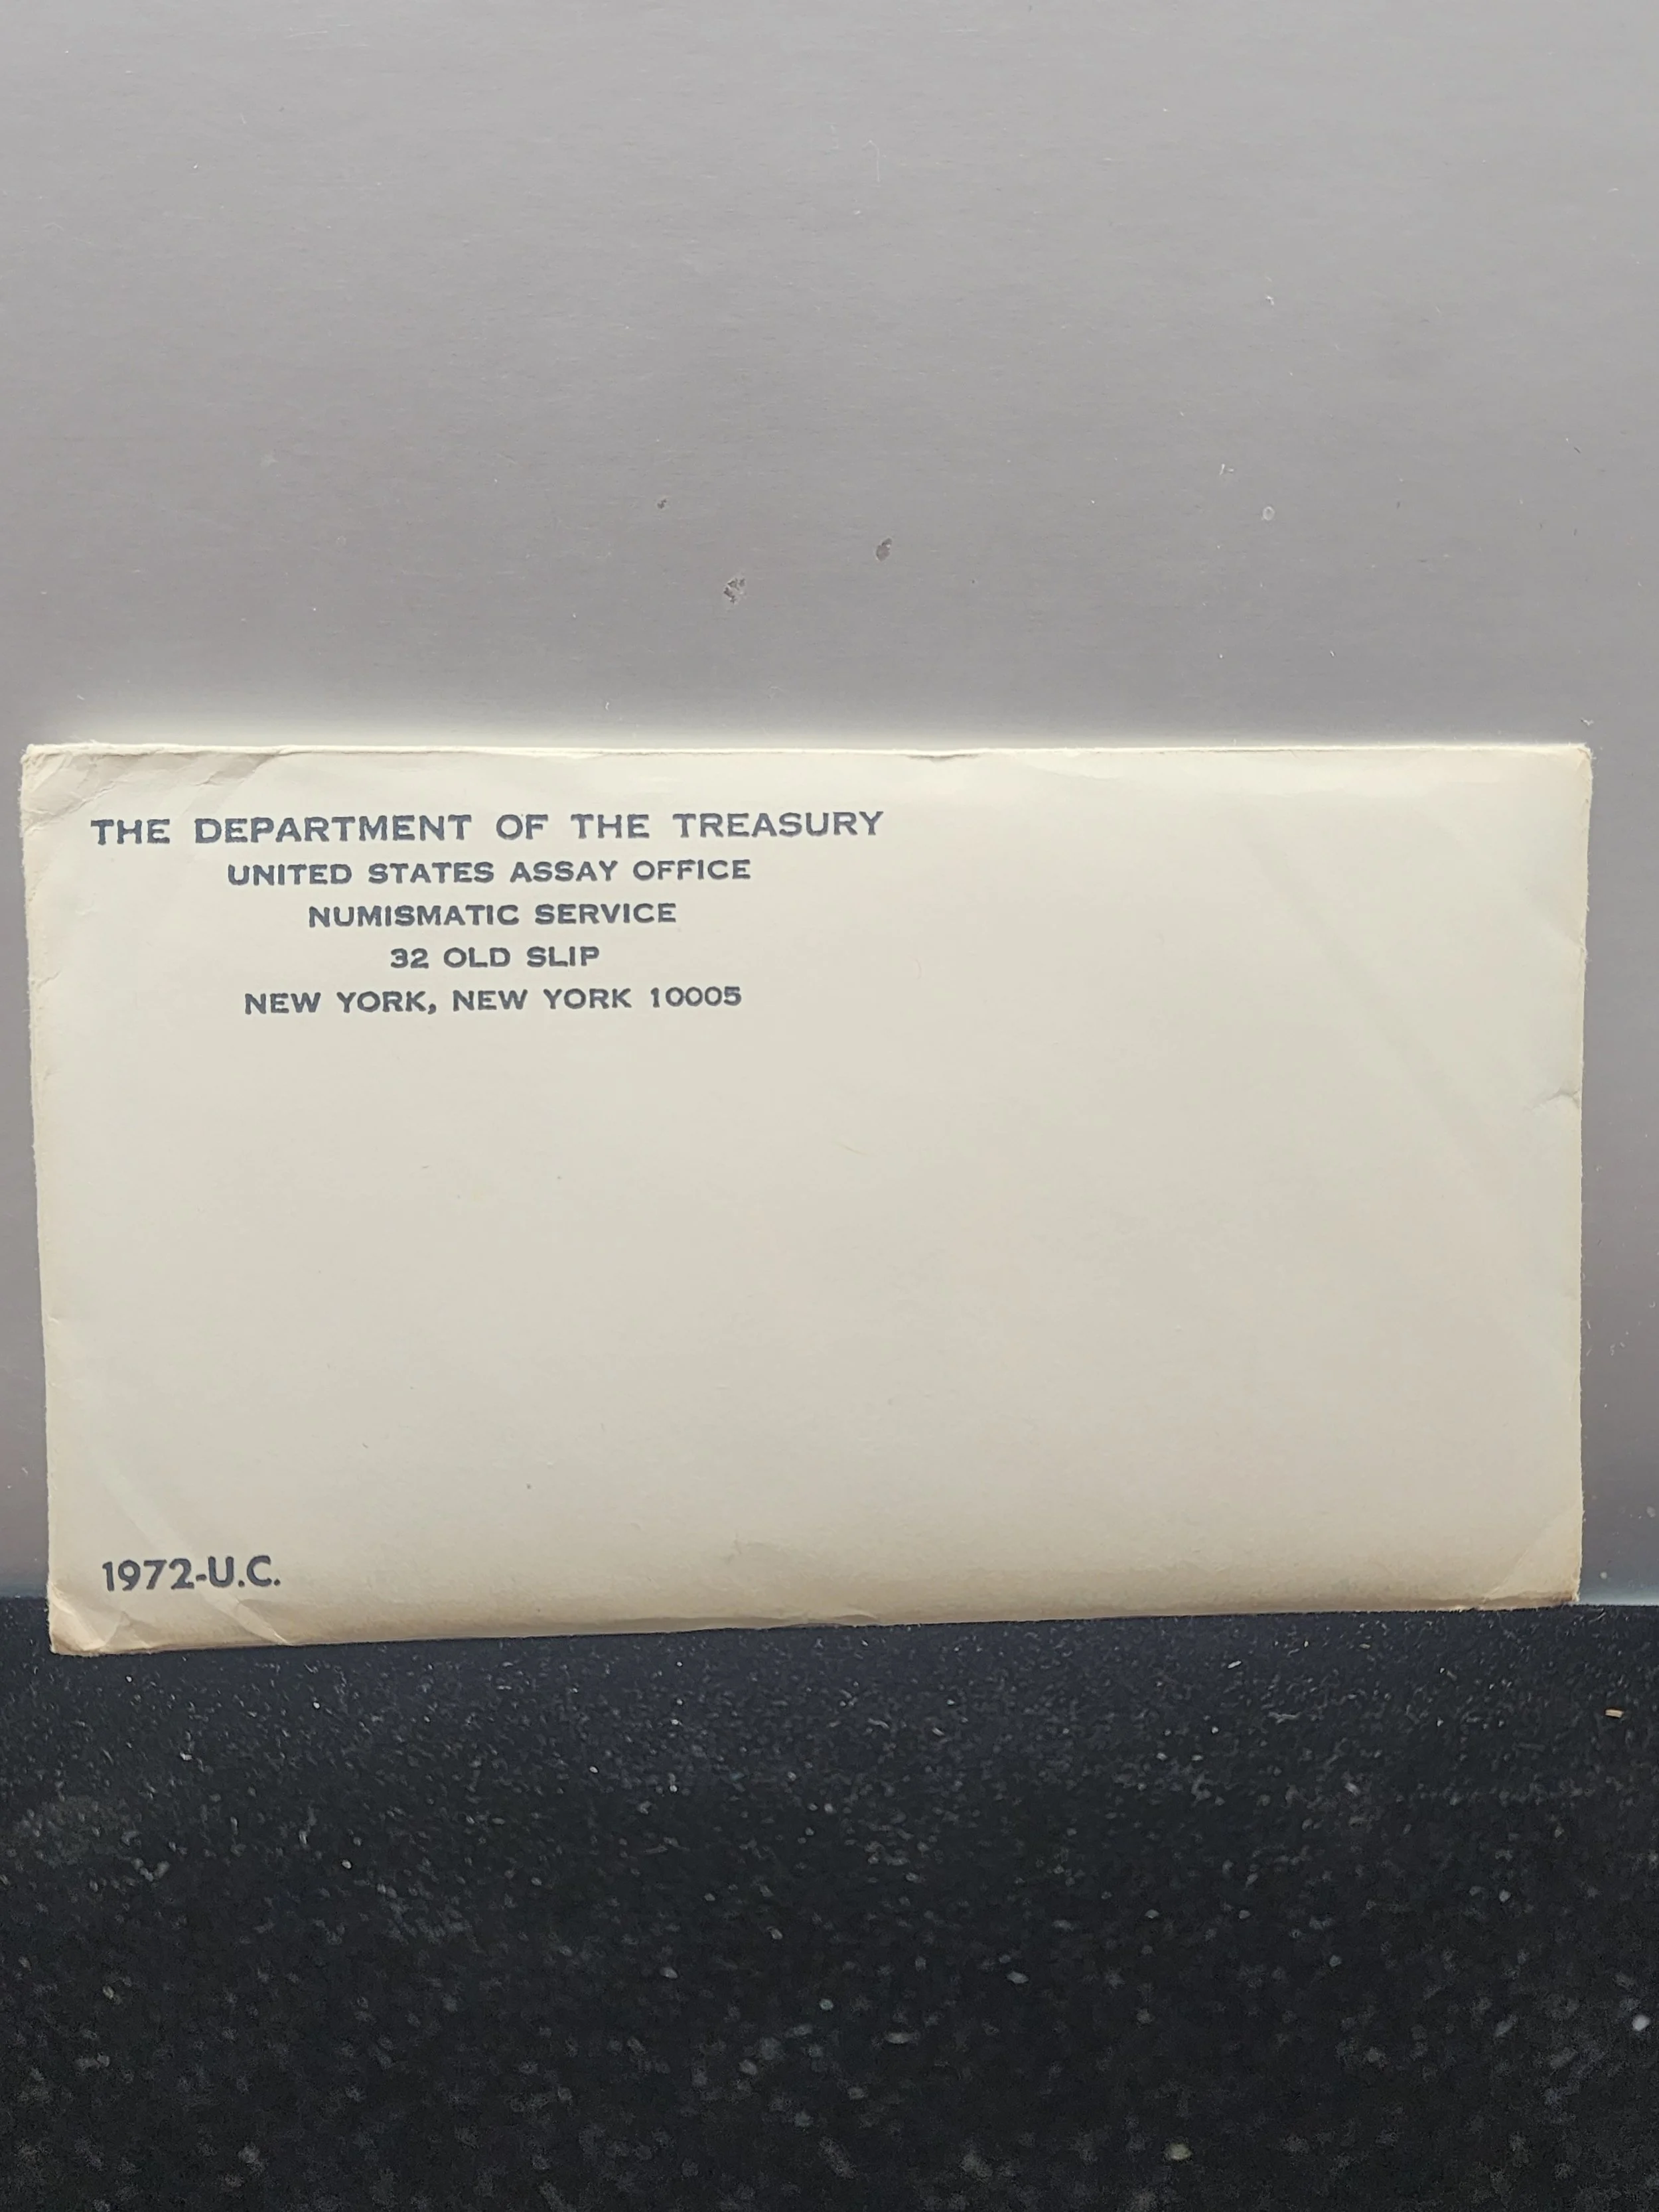 THE DEPARTMENT OF THE TREASURY
UNITED STATES ASSAY OFFICE
NUMISMATIC SERVICE
32 OLD SLIP
NEW YORK, NEW YORK 10005
1972-U.C.